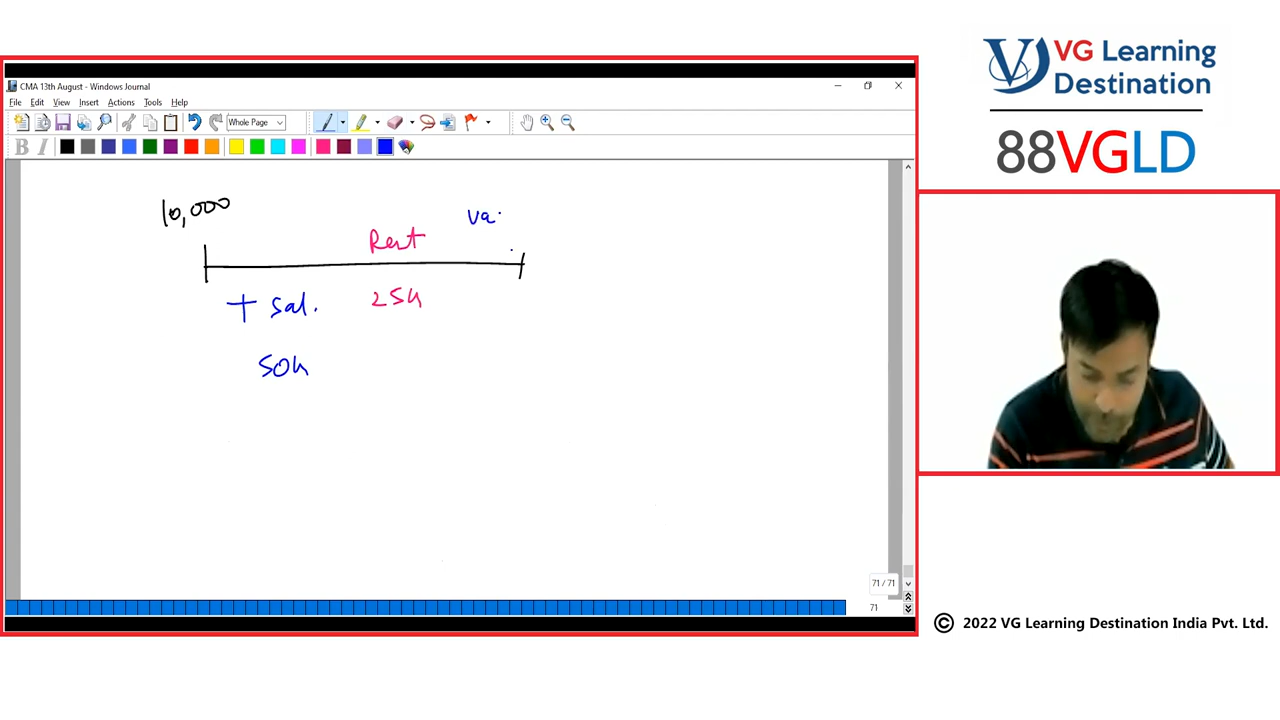 CMA 13th August - Windows Journal
File Edit View Insert Actions Tools Help
Whole Page
B I
10,000
va.
Rent
+ sal.
25k
50k
71 / 71
71
VG Learning
Destination
88VGLD
© 2022 VG Learning Destination India Pvt. Ltd.